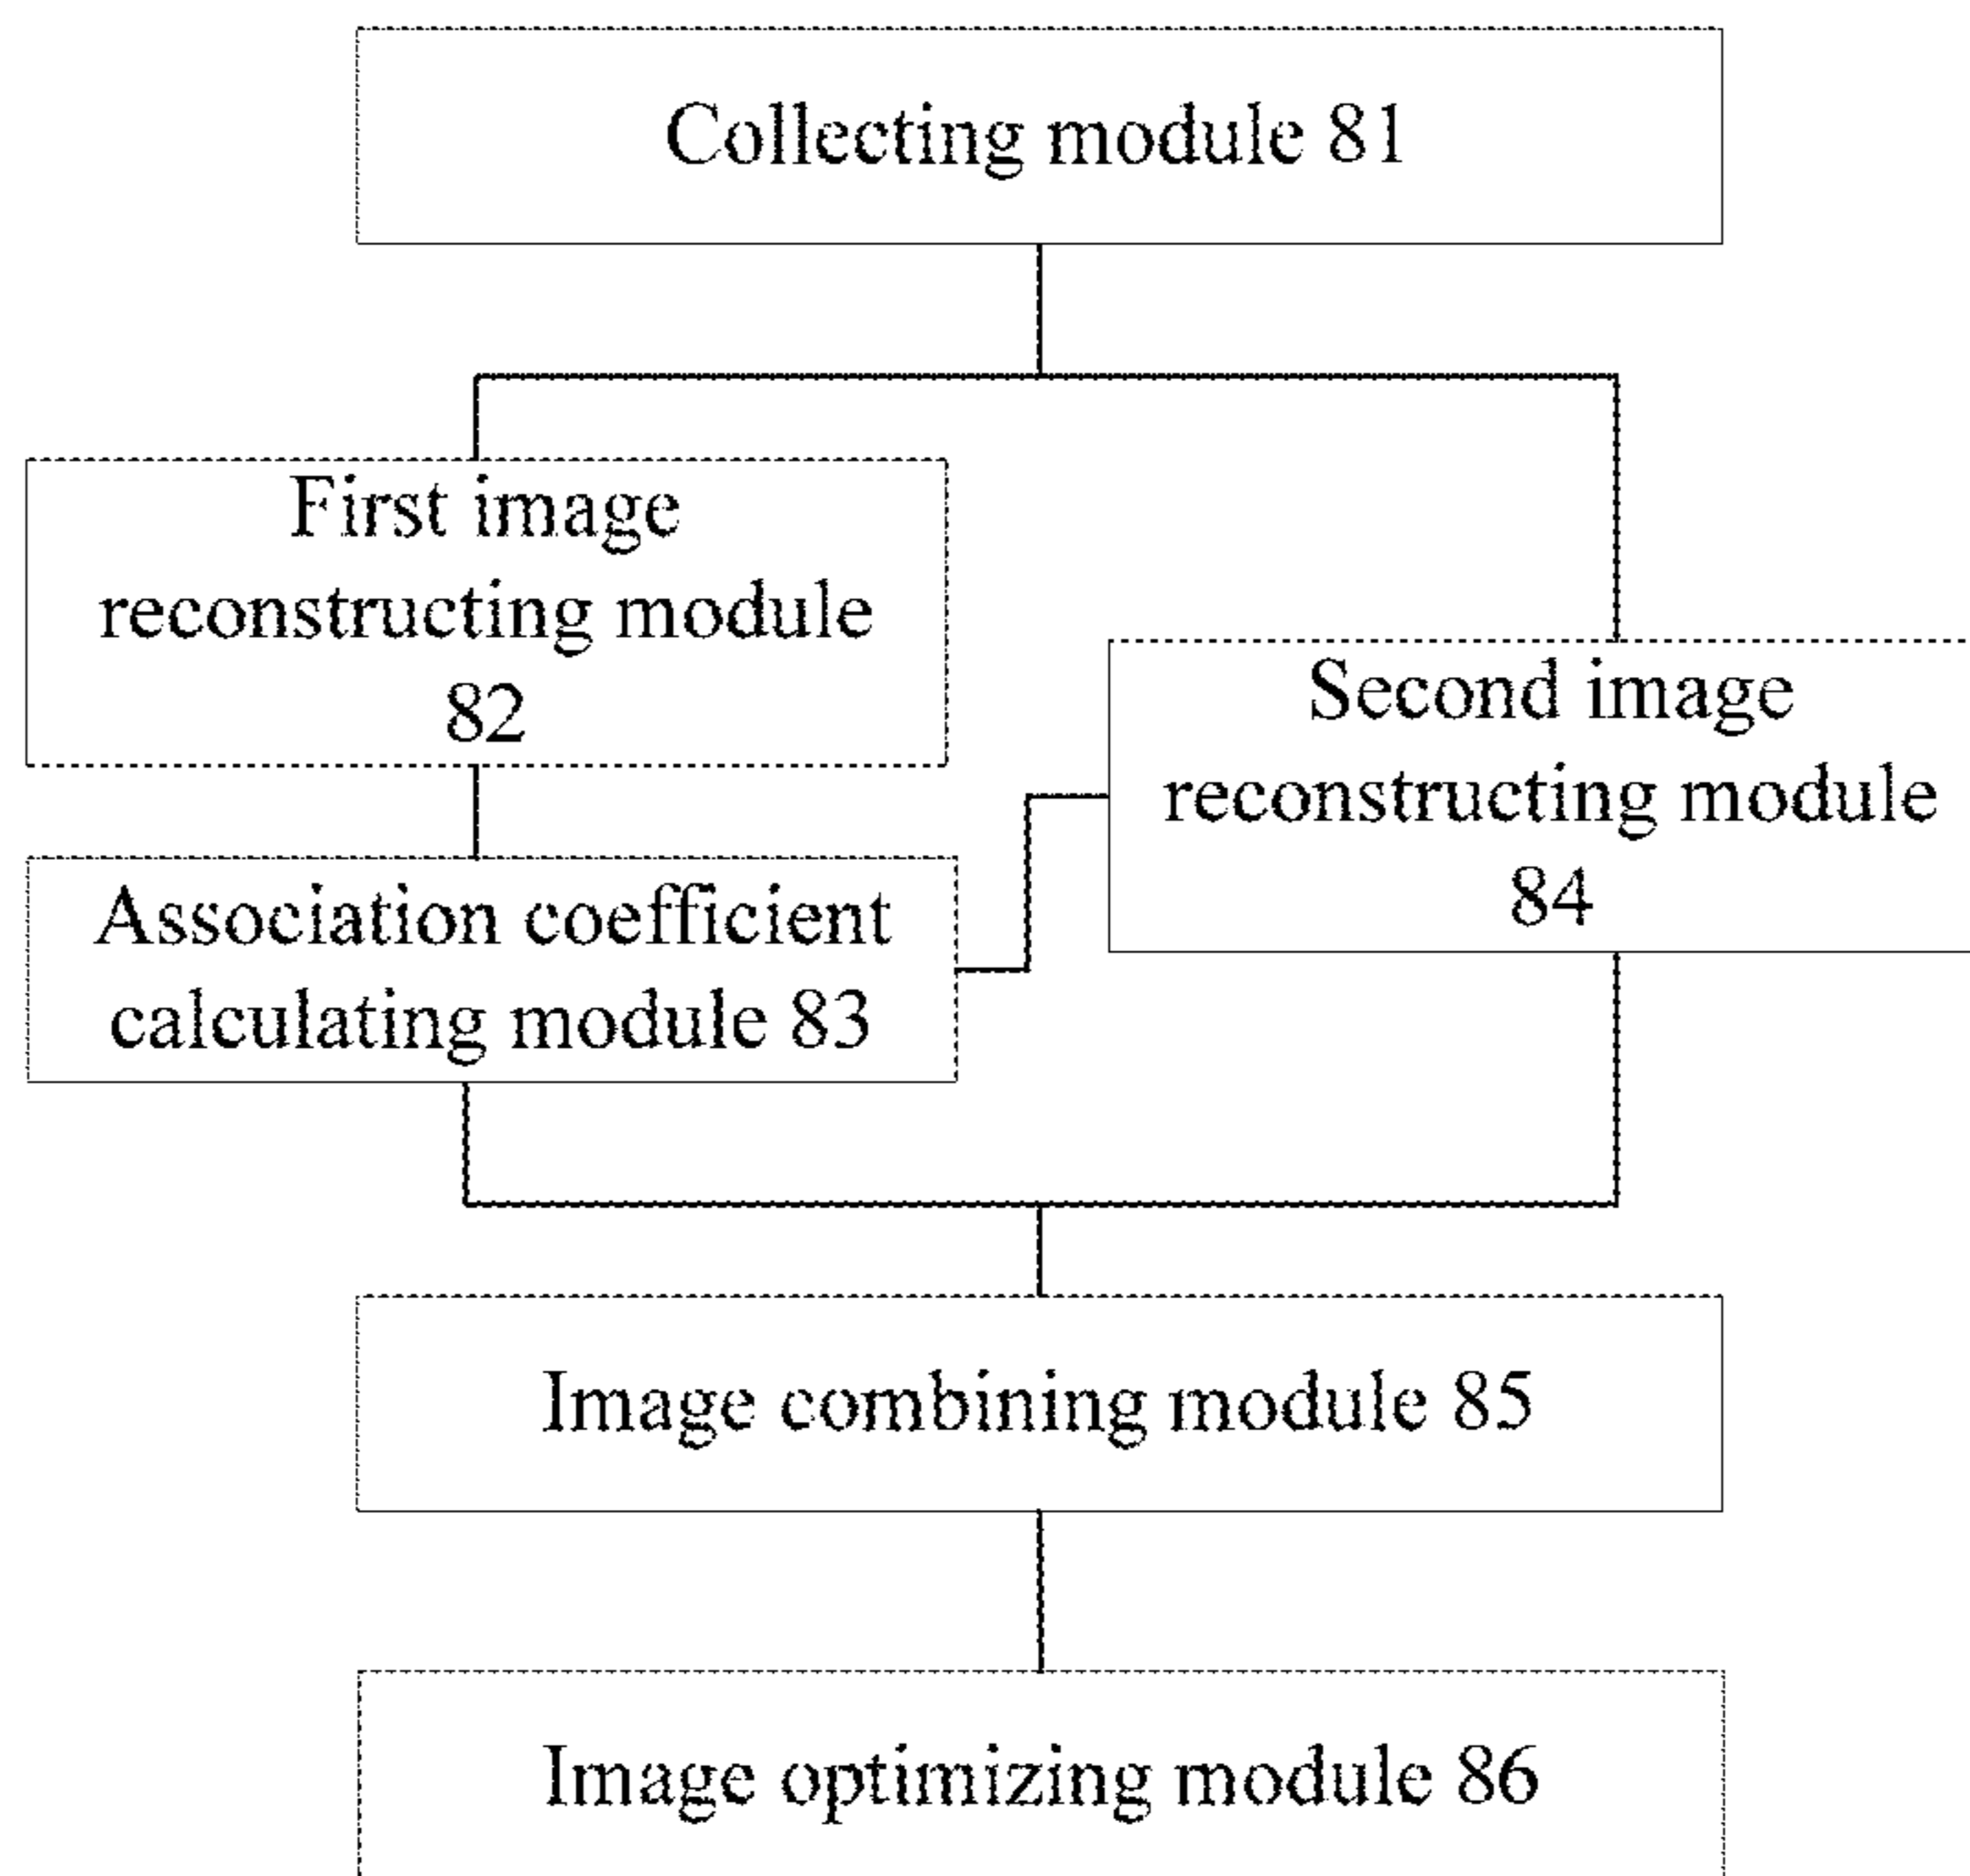 Collecting module 81
First image
reconstructing module
82
Second image
reconstructing module
84
Association coefficient
calculating module 83
Image combining module 85
Image optimizing module 86